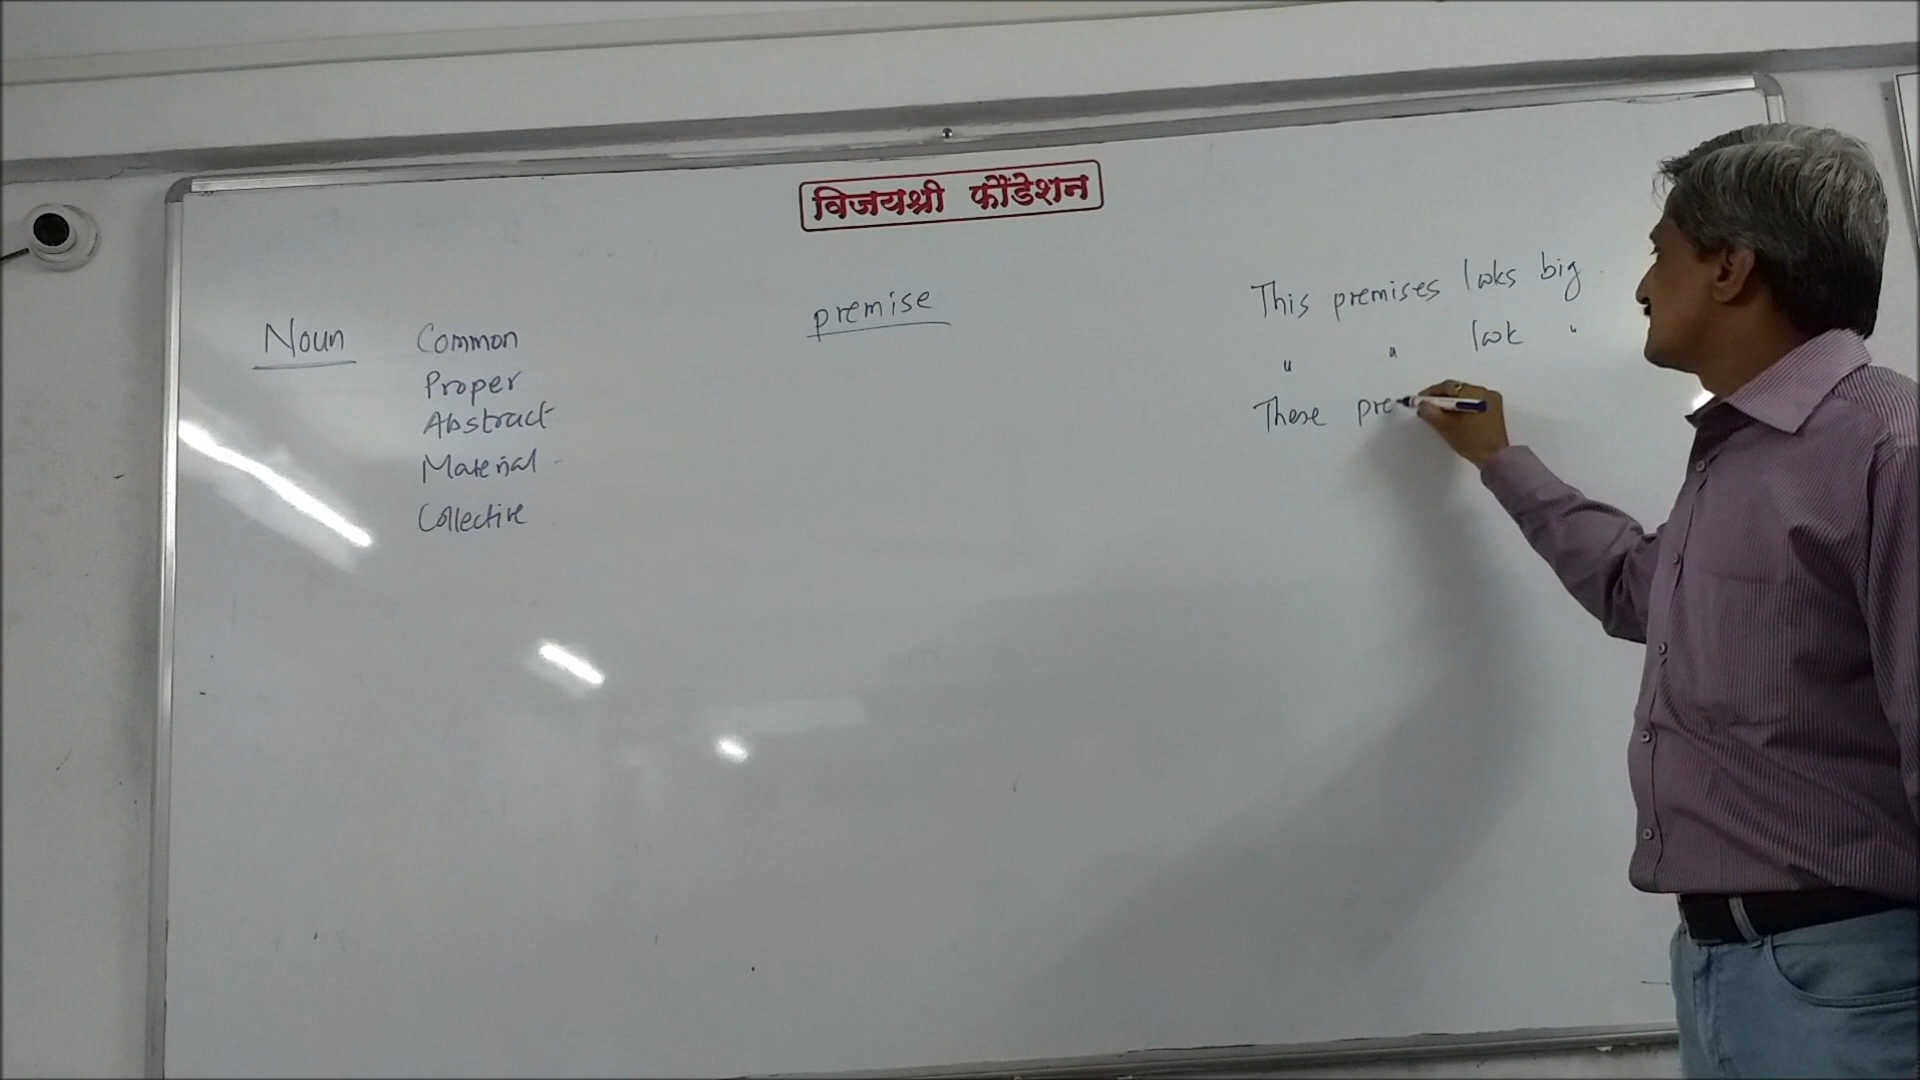 विजयश्री फौंडेशन
Noun Common
Proper
Abstract
Material
Collective
premise
This premises looks big.
" " look "
These pre